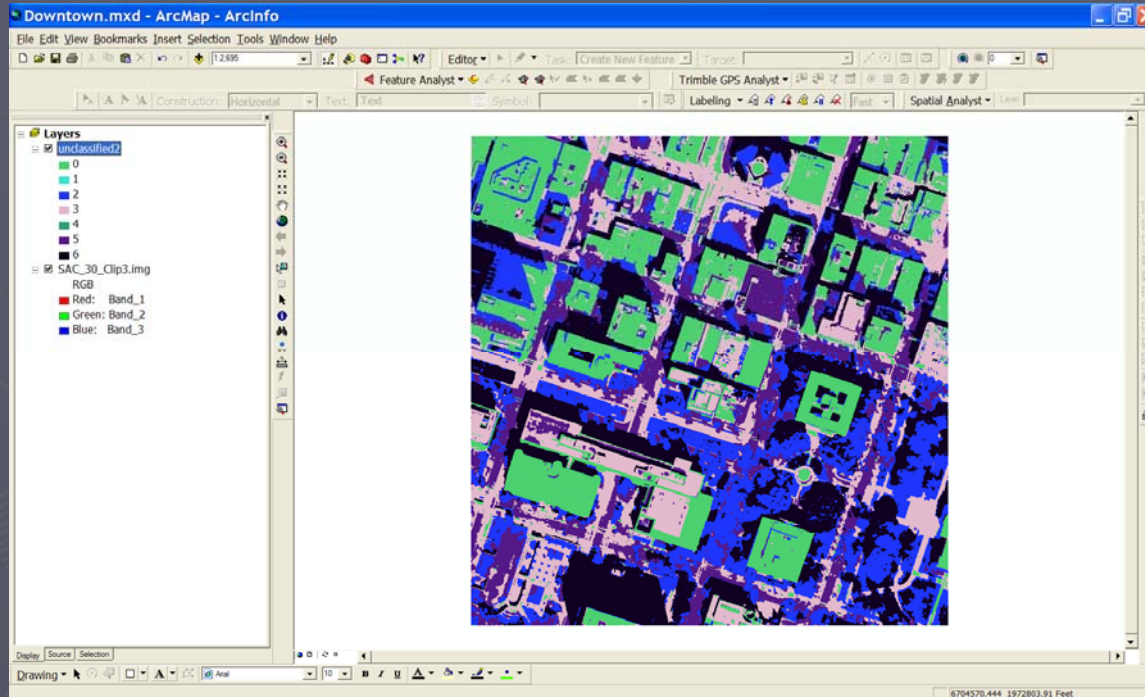 Downtown.mxd - ArcMap - ArcInfo
File Edit View Bookmarks Insert Selection Tools Window Help
1:2,695 Editor Task: Create New Feature Target: 0
Feature Analyst Trimble GPS Analyst
Construction: Horizontal Text: Text Symbol: Labeling Fast Spatial Analyst Layer:
Layers
unclassified2
0
1
2
3
4
5
6
SAC_30_Clip3.img
RGB
Red: Band_1
Green: Band_2
Blue: Band_3
Display Source Selection
Drawing A Arial 10 B I U A
6704570.444 1972803.91 Feet